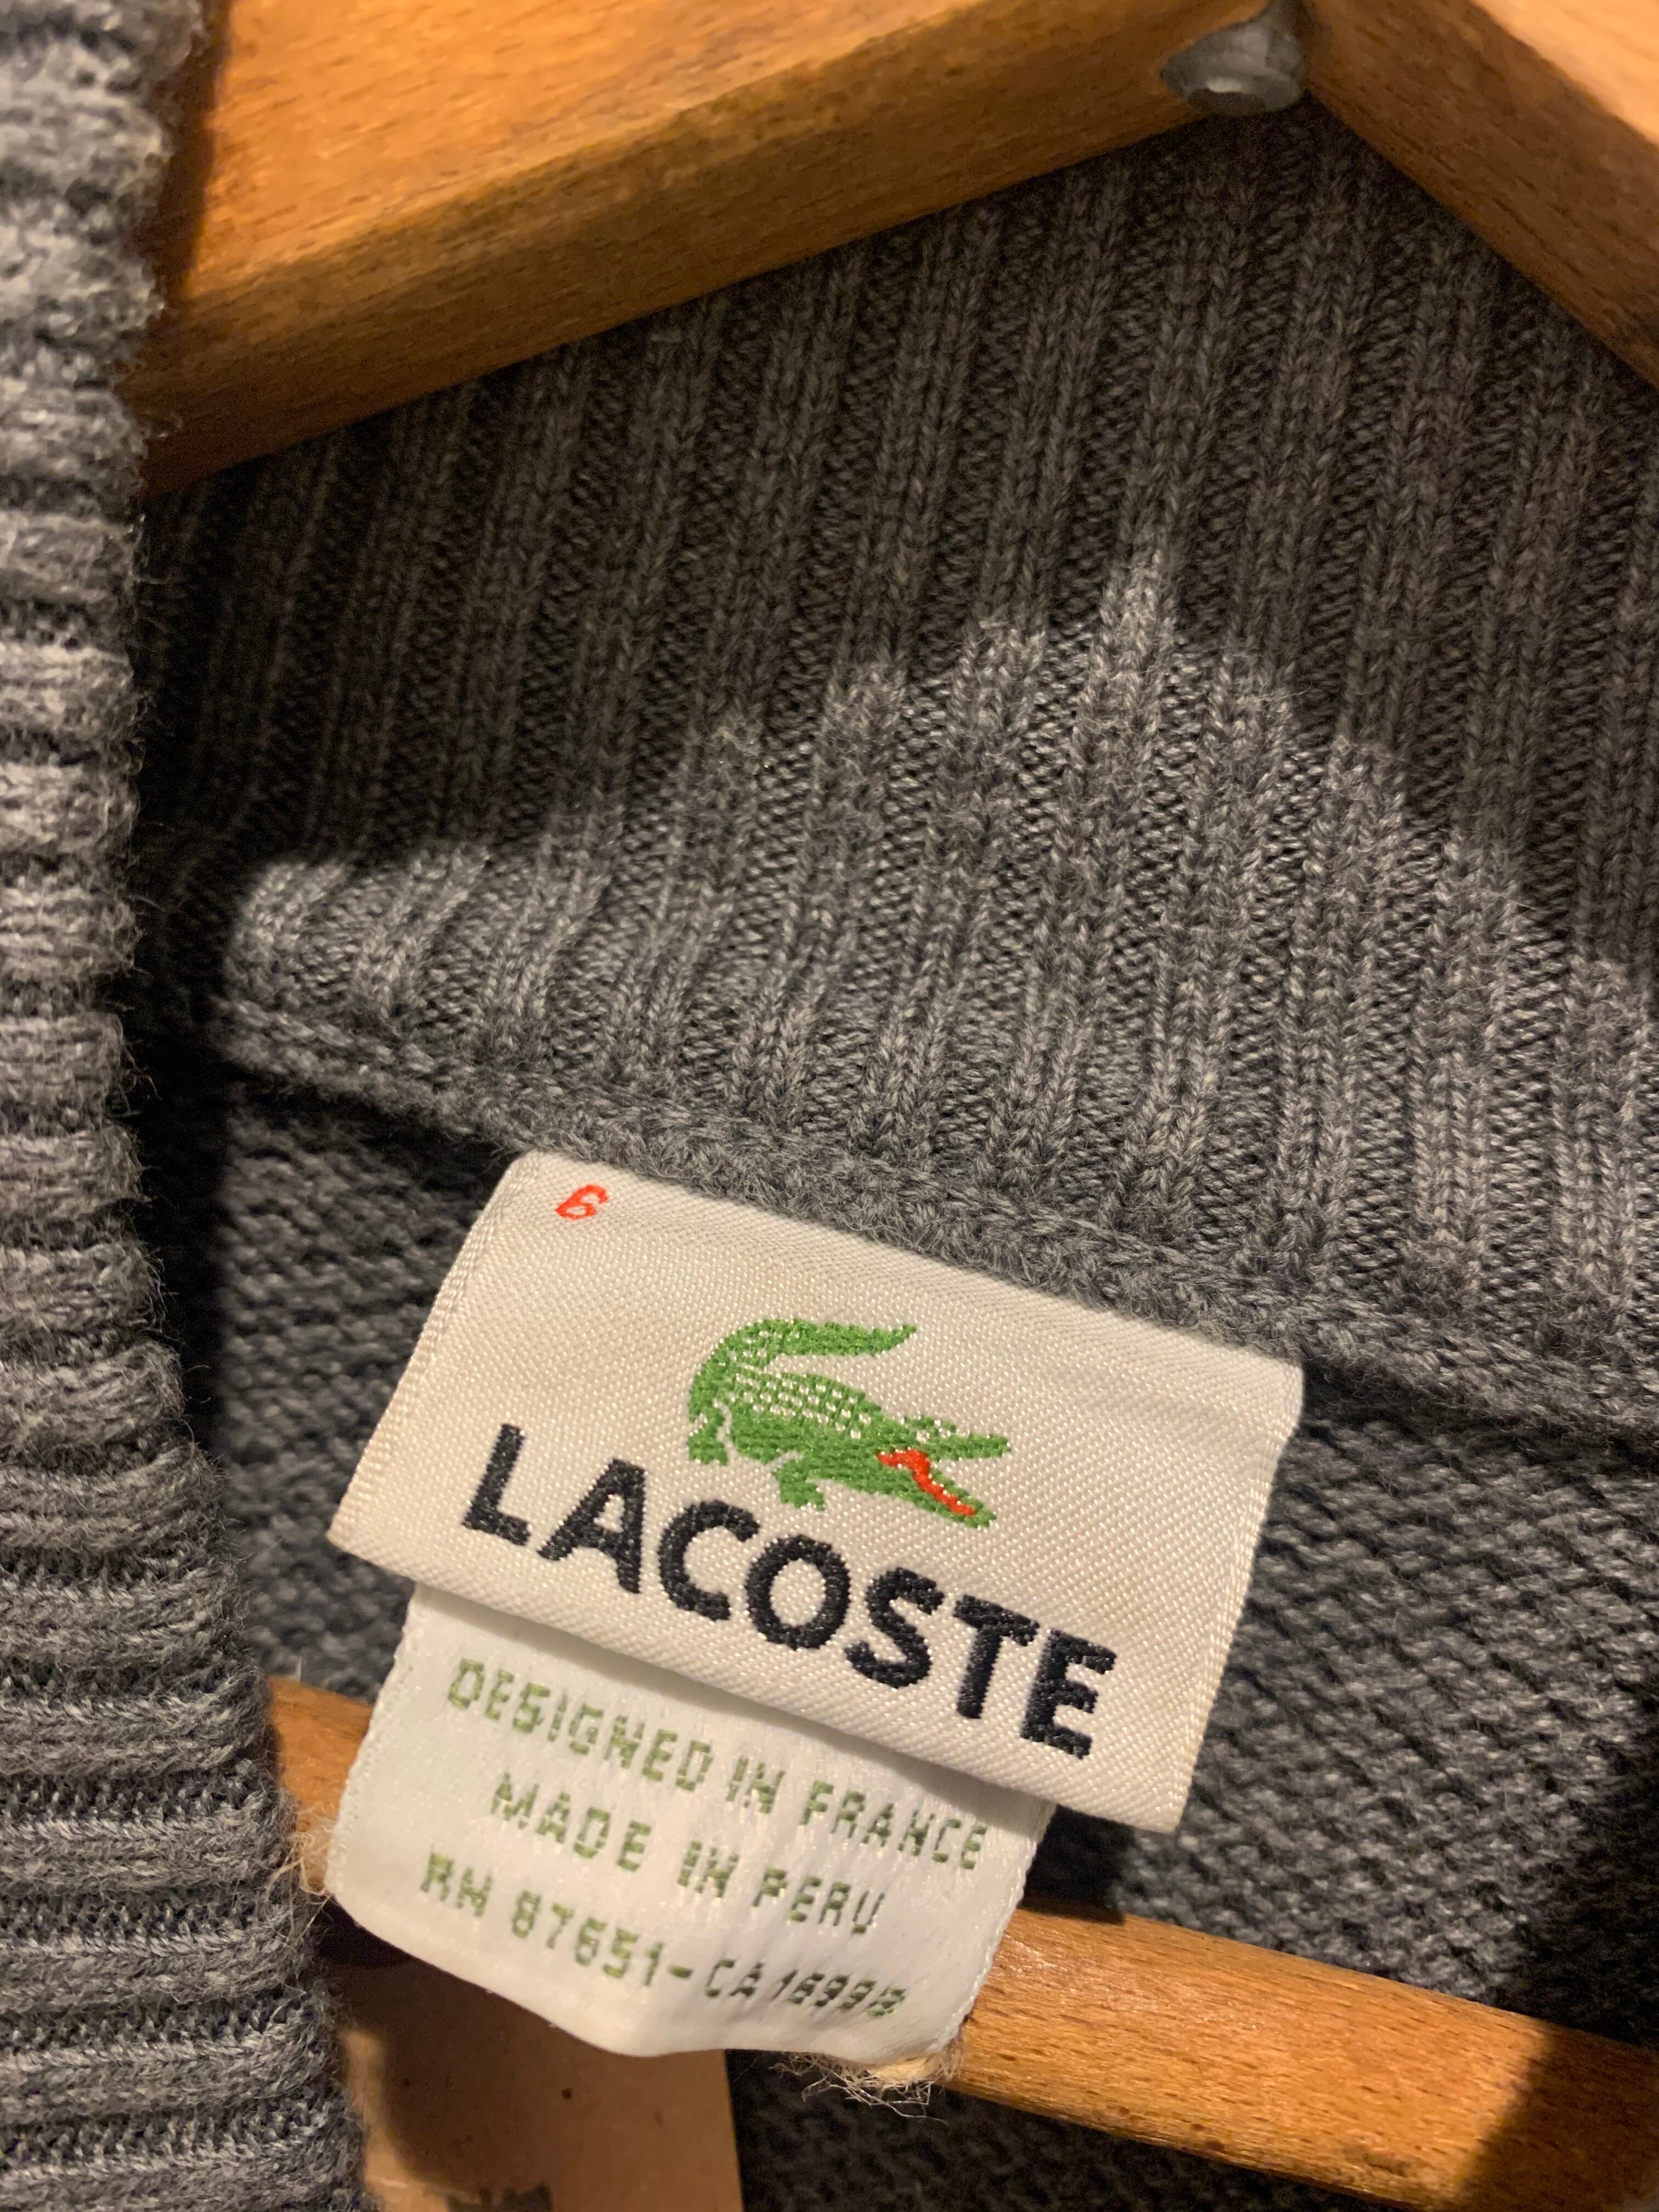 6
LACOSTE
DESIGNED IN FRANCE
MADE IN PERU
RN 87651-CA 16998